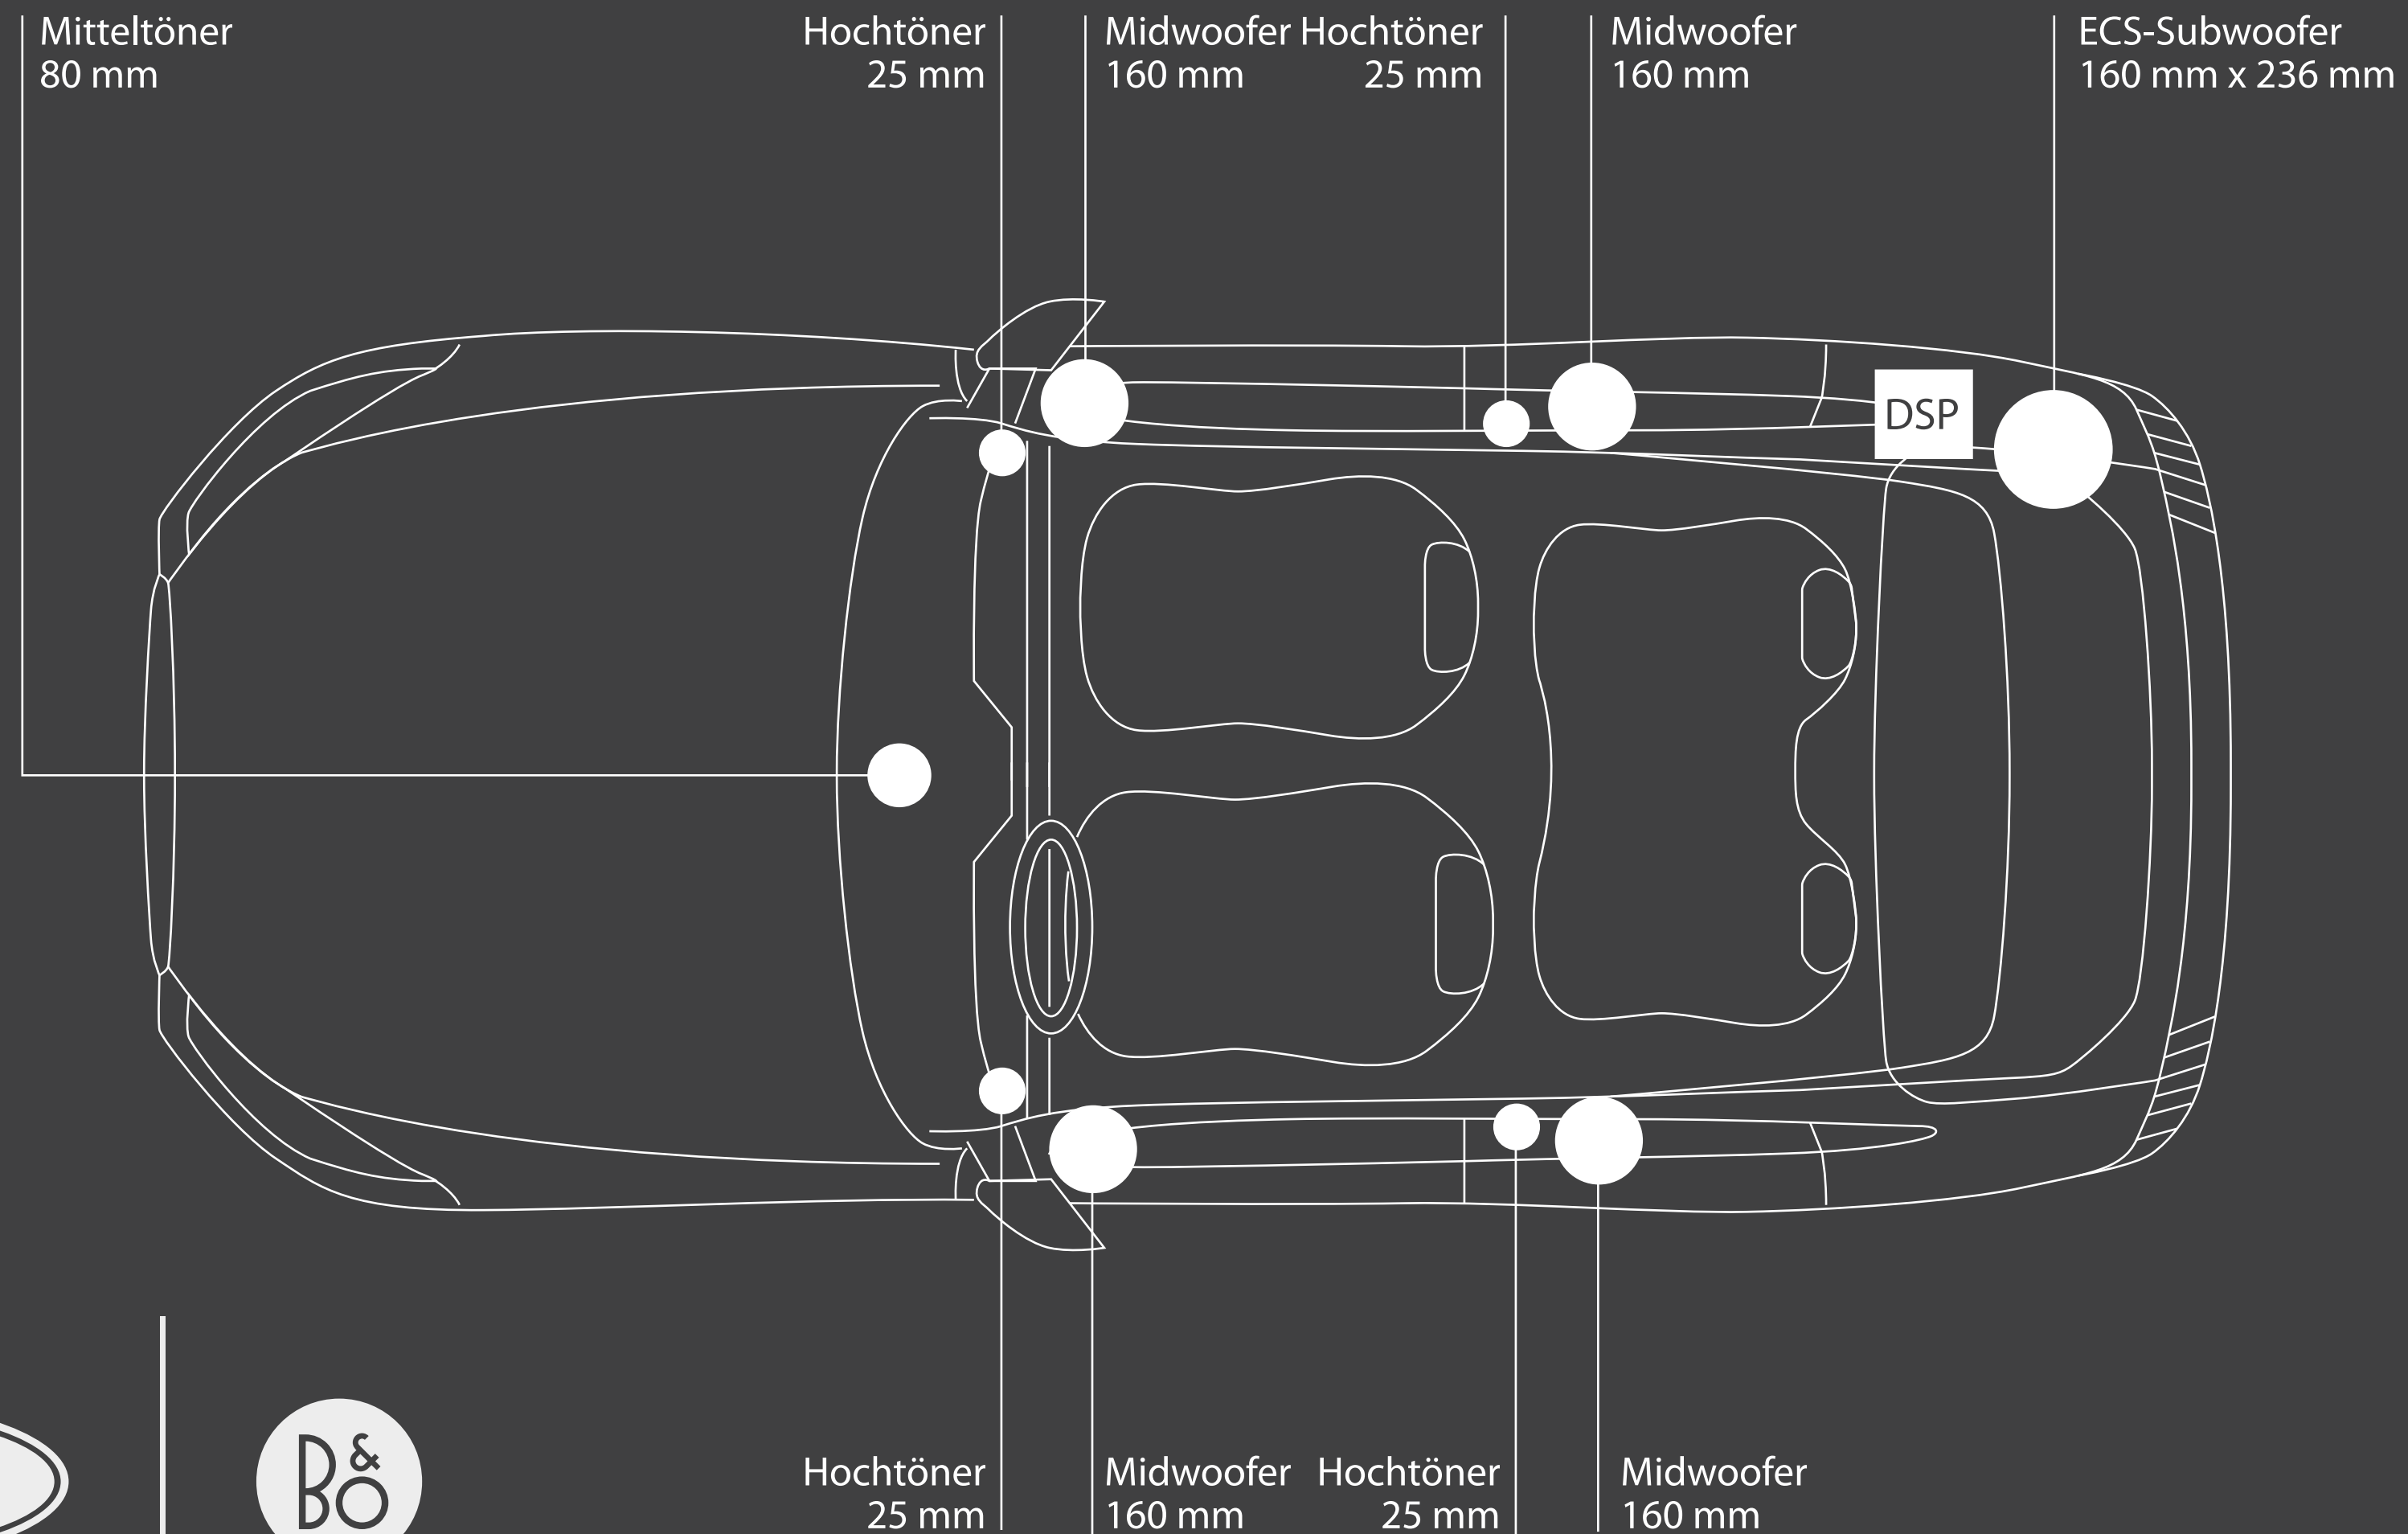 Mitteltöner
80 mm
Hochtöner
25 mm
Midwoofer
160 mm
Hochtöner
25 mm
Midwoofer
160 mm
ECS-Subwoofer
160 mm x 236 mm
DSP
B&O
Hochtöner
25 mm
Midwoofer
160 mm
Hochtöner
25 mm
Midwoofer
160 mm